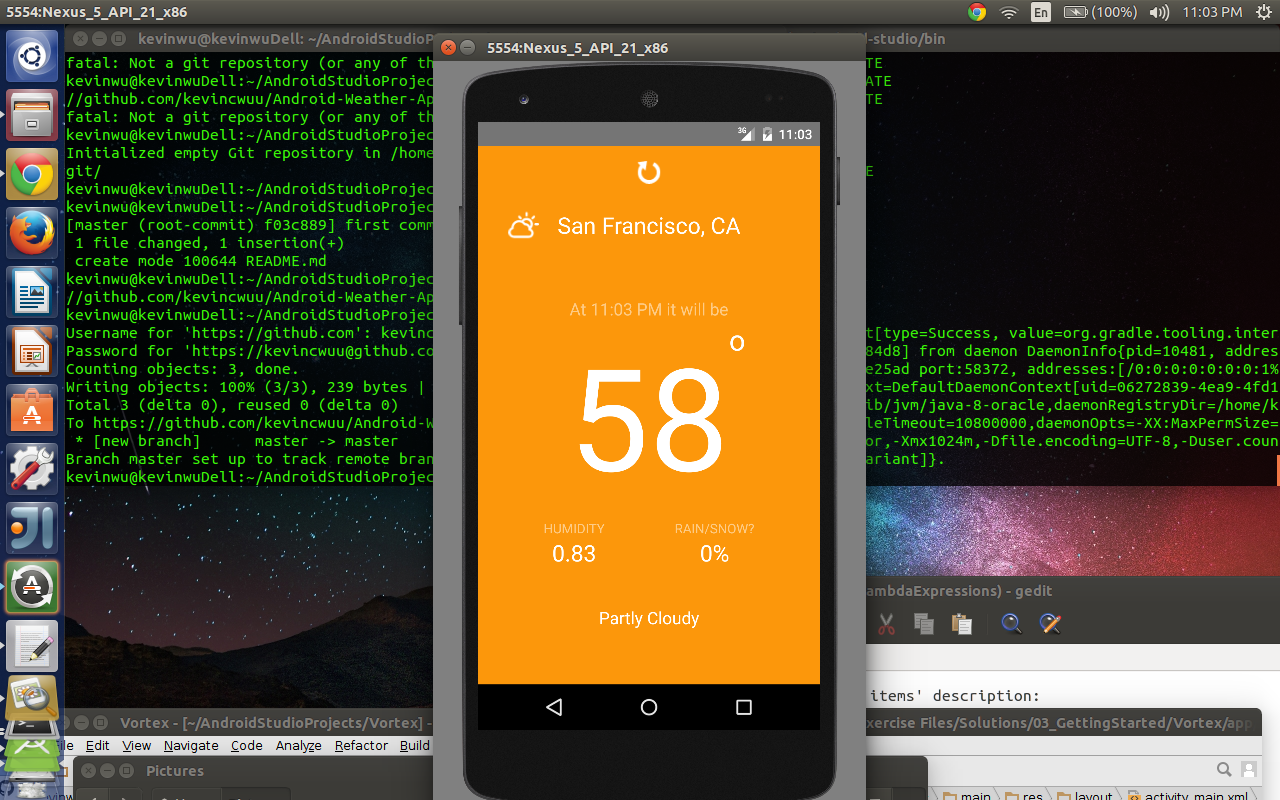 5554:Nexus_5_API_21_x86
En
(100%)
11:03 PM
kevinwu@kevinwuDell: ~/AndroidStudioP
d-studio/bin
fatal: Not a git repository (or any of th
kevinwu@kevinwuDell:~/AndroidStudioProjec
//github.com/kevincwuu/Android-Weather-Ap
fatal: Not a git repository (or any of th
kevinwu@kevinwuDell:~/AndroidStudioProjec
Initialized empty Git repository in /home
git/
kevinwu@kevinwuDell:~/AndroidStudioProjec
kevinwu@kevinwuDell:~/AndroidStudioProjec
[master (root-commit) f03c889] first comm
1 file changed, 1 insertion(+)
create mode 100644 README.md
kevinwu@kevinwuDell:~/AndroidStudioProjec
//github.com/kevincwuu/Android-Weather-Ap
kevinwu@kevinwuDell:~/AndroidStudioProjec
Username for 'https://github.com': kevinc
Password for 'https://kevincwuu@github.co
Counting objects: 3, done.
Writing objects: 100% (3/3), 239 bytes |
Total 3 (delta 0), reused 0 (delta 0)
To https://github.com/kevincwuu/Android-W
* [new branch]      master -> master
Branch master set up to track remote bran
kevinwu@kevinwuDell:~/AndroidStudioProjec
5554:Nexus_5_API_21_x86
3G
11:03
San Francisco, CA
At 11:03 PM it will be
58
HUMIDITY
RAIN/SNOW?
0.83
0%
Partly Cloudy
TE
ATE
TE
E
t[type=Success, value=org.gradle.tooling.inter
84d8] from daemon DaemonInfo{pid=10481, addres
e25ad port:58372, addresses:[/0:0:0:0:0:0:0:1%
xt=DefaultDaemonContext[uid=06272839-4ea9-4fd1
ib/jvm/java-8-oracle,daemonRegistryDir=/home/k
leTimeout=10800000,daemonOpts=-XX:MaxPermSize=
or,-Xmx1024m,-Dfile.encoding=UTF-8,-Duser.coun
ariant]}.
ambdaExpressions) - gedit
items' description:
Vortex - [~/AndroidStudioProjects/Vortex] -
xercise Files/Solutions/03_GettingStarted/Vortex/app
le Edit View Navigate Code Analyze Refactor Build
Pictures
main
res
layout
activity_main.xml